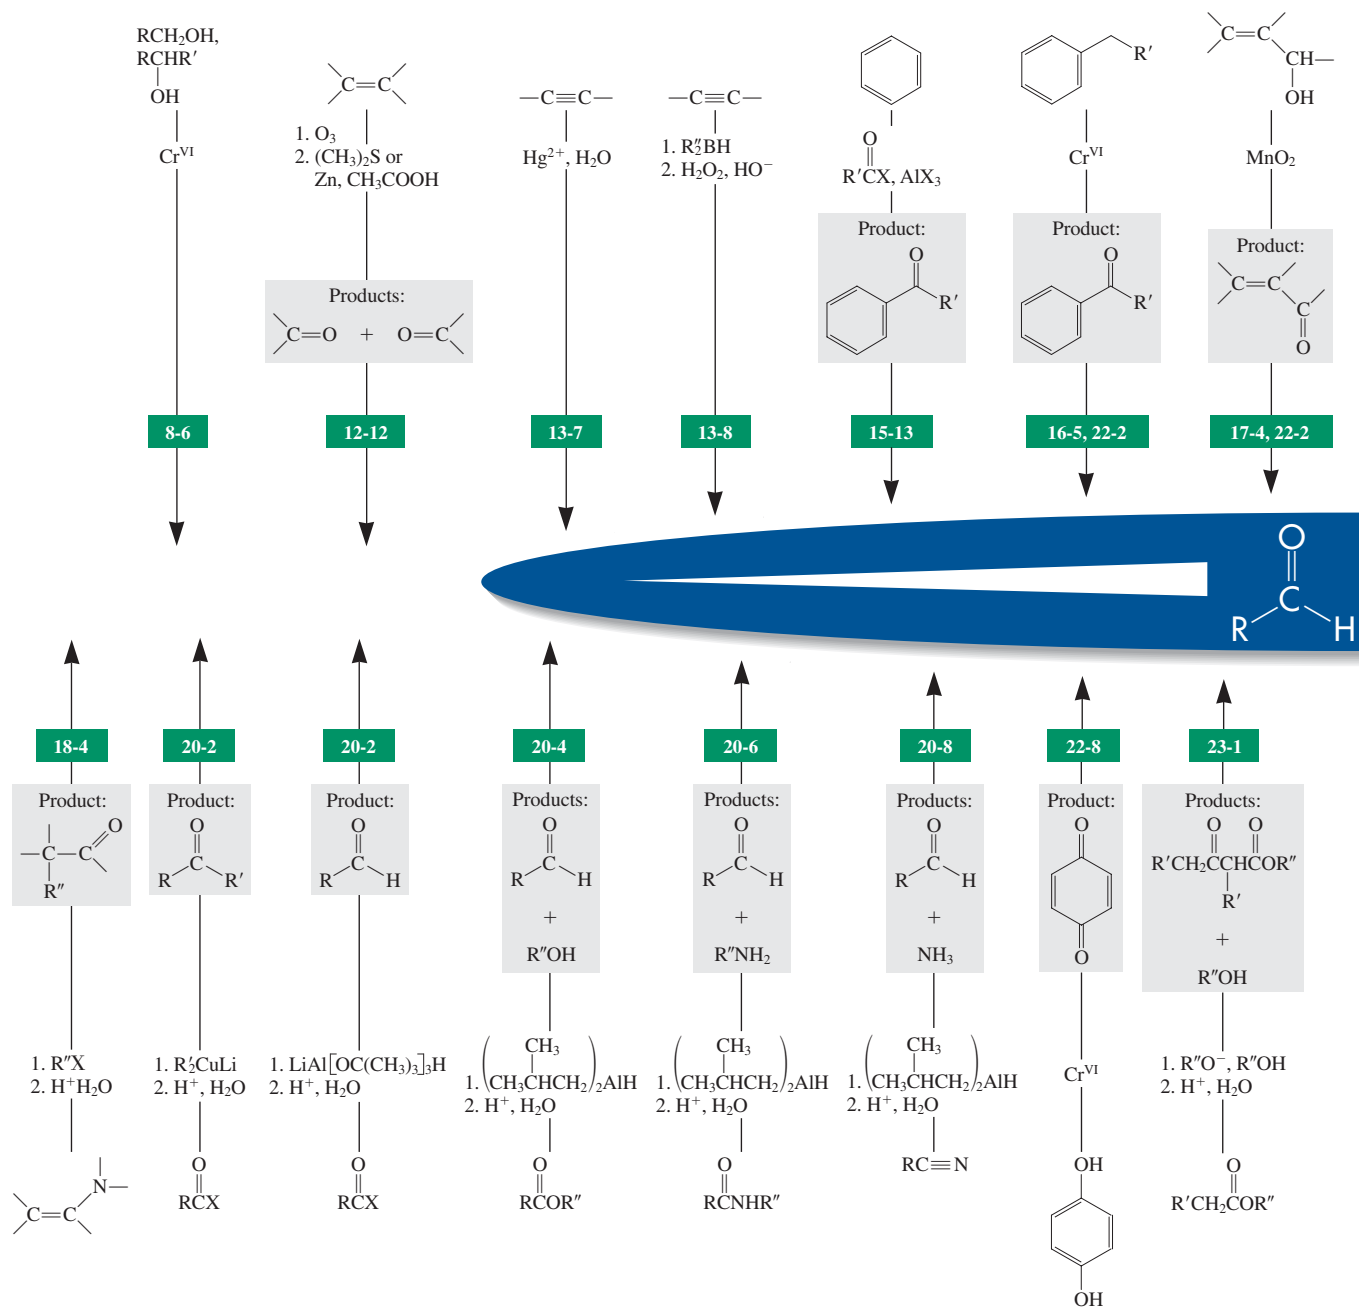 RCH₂OH,
RCHR′
OH
Cr^VI
8-6
C=C
1. O₃
2. (CH₃)₂S or
Zn, CH₃COOH
Products:
C=O + O=C
12-12
—C≡C—
Hg²⁺, H₂O
13-7
—C≡C—
1. R″₂BH
2. H₂O₂, HO⁻
13-8
O
R′CX, AlX₃
Product:
O
R′
15-13
R′
Cr^VI
Product:
O
R′
16-5, 22-2
C=C
CH—
OH
MnO₂
Product:
C=C
C
O
17-4, 22-2
O
C
R H
18-4
Product:
O
—C—C
R″
1. R″X
2. H⁺H₂O
N—
C=C
20-2
Product:
O
C
R R′
1. R′₂CuLi
2. H⁺, H₂O
O
RCX
20-2
Product:
O
C
R H
1. LiAl[OC(CH₃)₃]₃H
2. H⁺, H₂O
O
RCX
20-4
Products:
O
C
R H
+
R″OH
CH₃
1. (CH₃CHCH₂)₂AlH
2. H⁺, H₂O
O
RCOR″
20-6
Products:
O
C
R H
+
R″NH₂
CH₃
1. (CH₃CHCH₂)₂AlH
2. H⁺, H₂O
O
RCNHR″
20-8
Products:
O
C
R H
+
NH₃
CH₃
1. (CH₃CHCH₂)₂AlH
2. H⁺, H₂O
RC≡N
22-8
Product:
O
O
Cr^VI
OH
OH
23-1
Products:
O O
R′CH₂CCHCOR″
R′
+
R″OH
1. R″O⁻, R″OH
2. H⁺, H₂O
O
R′CH₂COR″